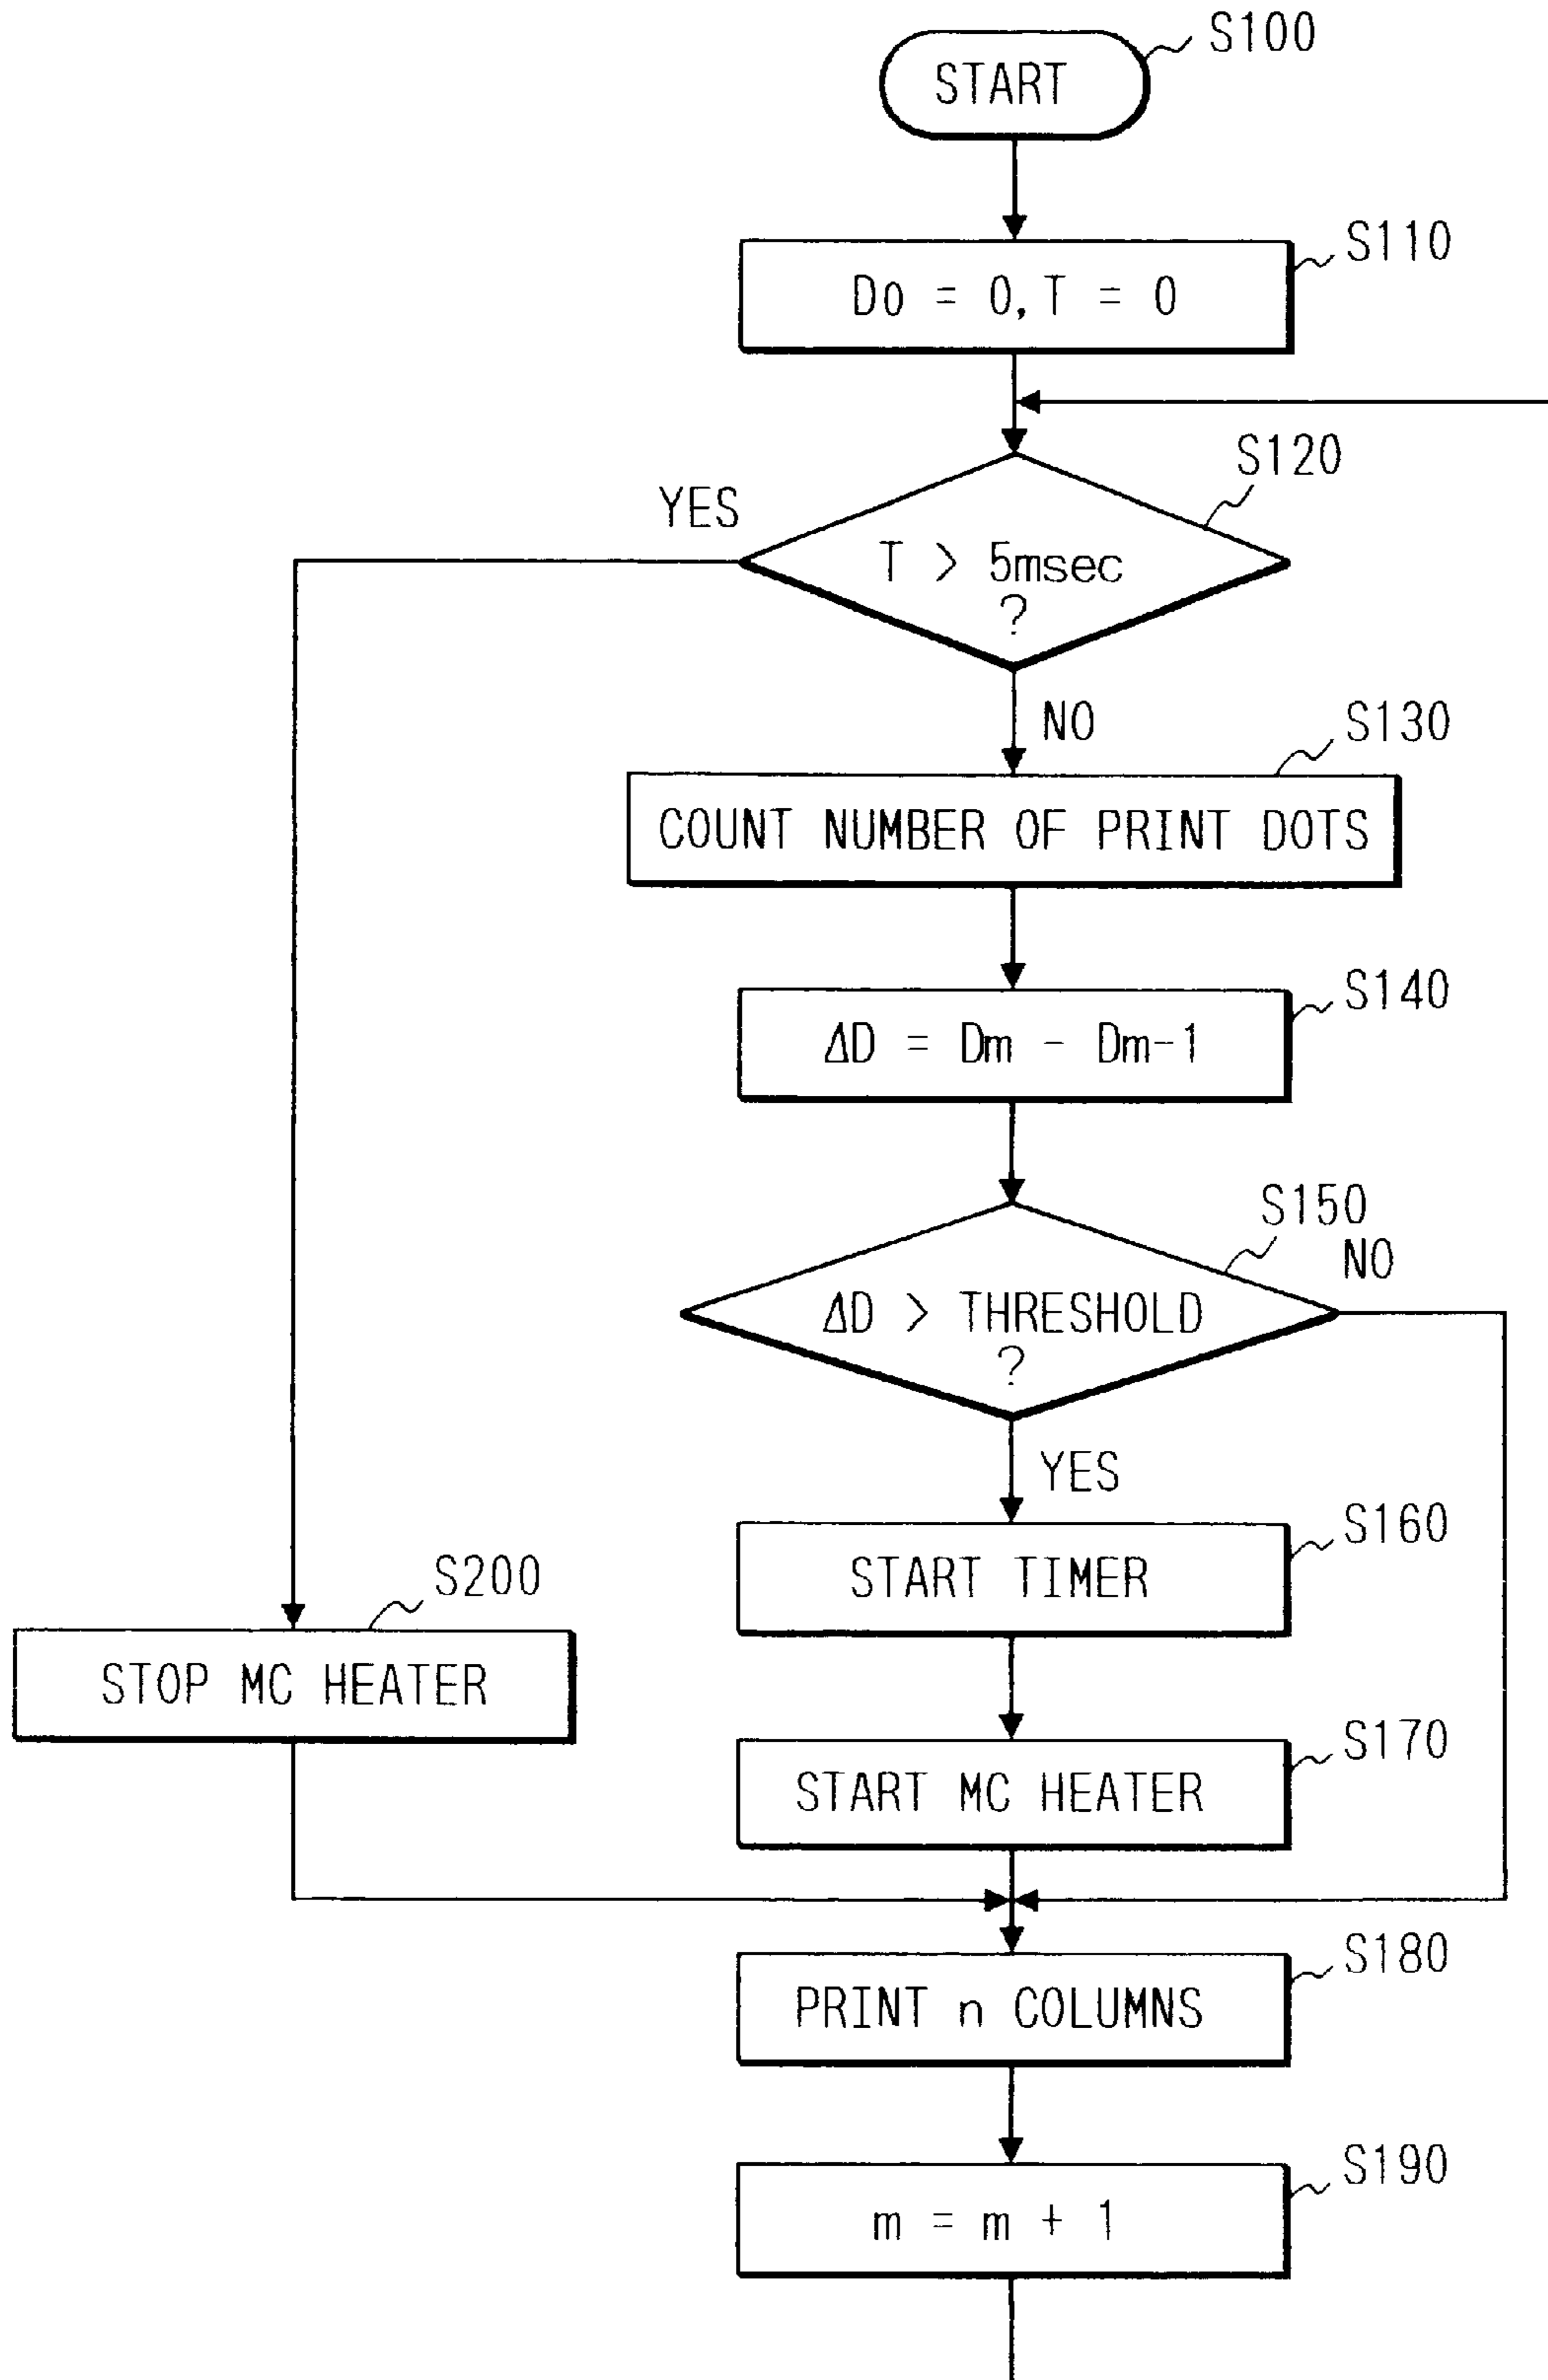 S100
START
S110
Do = 0, T = 0
S120
YES
T > 5msec
?
NO
S130
COUNT NUMBER OF PRINT DOTS
S140
ΔD = Dm - Dm-1
S150
NO
ΔD > THRESHOLD
?
YES
S160
START TIMER
S200
STOP MC HEATER
S170
START MC HEATER
S180
PRINT n COLUMNS
S190
m = m + 1